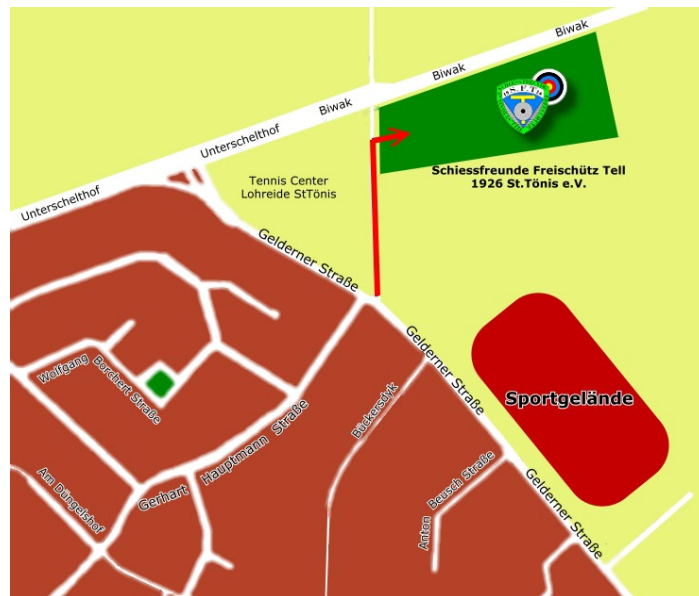 Biwak
Biwak
Biwak
Unterschelthof
Unterschelthof
S.F.T
Schiessfreunde Freischütz Tell
1926 St.Tönis e.V.
Tennis Center
Lohreide StTönis
Gelderner Straße
Gelderner Straße
Sportgelände
Wolfgang
Borchert Straße
Bückersdyk
Gerhart Hauptmann Straße
Am Düngelshof
Anton Beusch Straße
Gelderner Straße